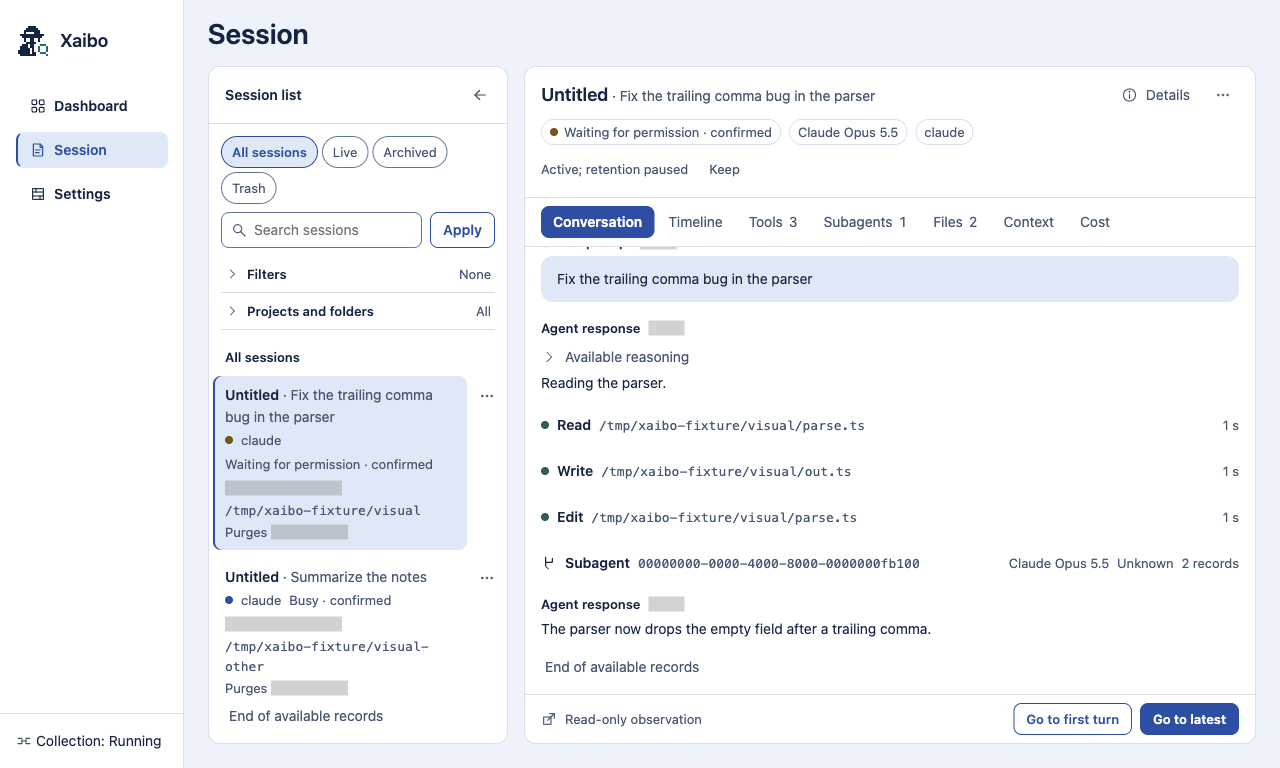 Xaibo
Dashboard
Session
Settings
Collection: Running
Session
Session list
All sessions
Live
Archived
Trash
Search sessions
Apply
Filters
None
Projects and folders
All
All sessions
Untitled · Fix the trailing comma
bug in the parser
claude
Waiting for permission · confirmed
/tmp/xaibo-fixture/visual
Purges
Untitled · Summarize the notes
claude Busy · confirmed
/tmp/xaibo-fixture/visual-
other
Purges
End of available records
Untitled · Fix the trailing comma bug in the parser
Details
Waiting for permission · confirmed
Claude Opus 5.5
claude
Active; retention paused
Keep
Conversation
Timeline
Tools 3
Subagents 1
Files 2
Context
Cost
Fix the trailing comma bug in the parser
Agent response
Available reasoning
Reading the parser.
Read /tmp/xaibo-fixture/visual/parse.ts 1 s
Write /tmp/xaibo-fixture/visual/out.ts 1 s
Edit /tmp/xaibo-fixture/visual/parse.ts 1 s
Subagent 00000000-0000-4000-8000-0000000fb100 Claude Opus 5.5 Unknown 2 records
Agent response
The parser now drops the empty field after a trailing comma.
End of available records
Read-only observation
Go to first turn
Go to latest